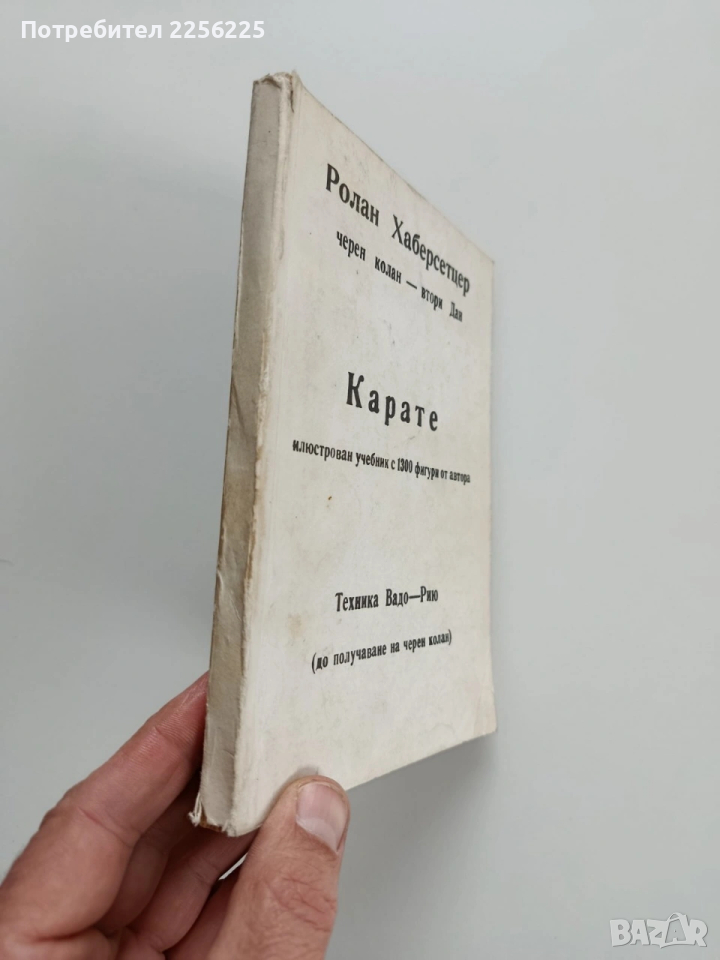 Потребител 2256225
Ролан Хаберсетцер
черен колан — втори Дан
Карате
илюстрован учебник с 1300 фигури от автора
Техника Вадо—Рию
(до получаване на черен колан)
BAZAR